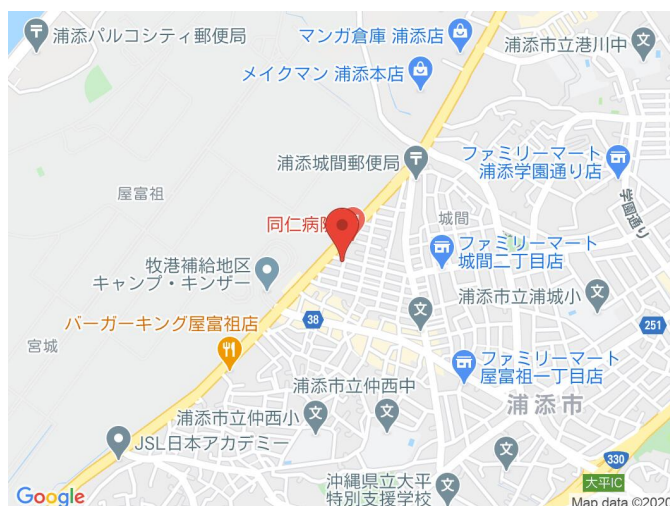 浦添パルコシティ郵便局
マンガ倉庫 浦添店
浦添市立港川中
メイクマン 浦添本店
浦添城間郵便局
ファミリーマート
浦添学園通り店
学園通り
屋富祖
同仁病院
城間
ファミリーマート
城間二丁目店
牧港補給地区
キャンプ・キンザー
浦添市立浦城小
38
251
バーガーキング屋富祖店
宮城
ファミリーマート
屋富祖一丁目店
浦添市立仲西中
浦添市
浦添市立仲西小
JSL日本アカデミー
330
大平IC
沖縄県立大平
特別支援学校
Google
Map data ©2020